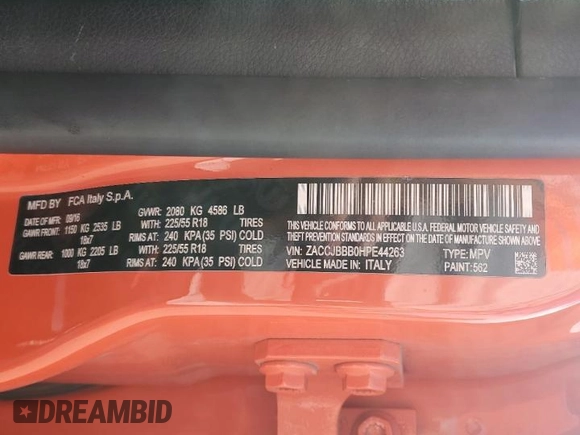 MFD BY FCA Italy S.p.A.
DATE OF MFR 09/16 GVWR: 2080 KG 4586 LB
GAWR FRONT: 1150 KG 2535 LB WITH 225/55 R18 TIRES
18x7 RIMS AT: 240 KPA(35 PSI) COLD
GAWR REAR: 1000 KG 2205 LB WITH 225/55 R18 TIRES
18x7 RIMS AT: 240 KPA(35 PSI) COLD
THIS VEHICLE CONFORMS TO ALL APPLICABLE U.S.A. FEDERAL MOTOR VEHICLE SAFETY AND
THEFT PREVENTION STANDARDS IN EFFECT ON THE DATE OF MANUFACTURE SHOWN ABOVE.
VIN: ZACCJBBB0HPE44263 TYPE: MPV
VEHICLE MADE IN: ITALY PAINT: 562
DREAMBID